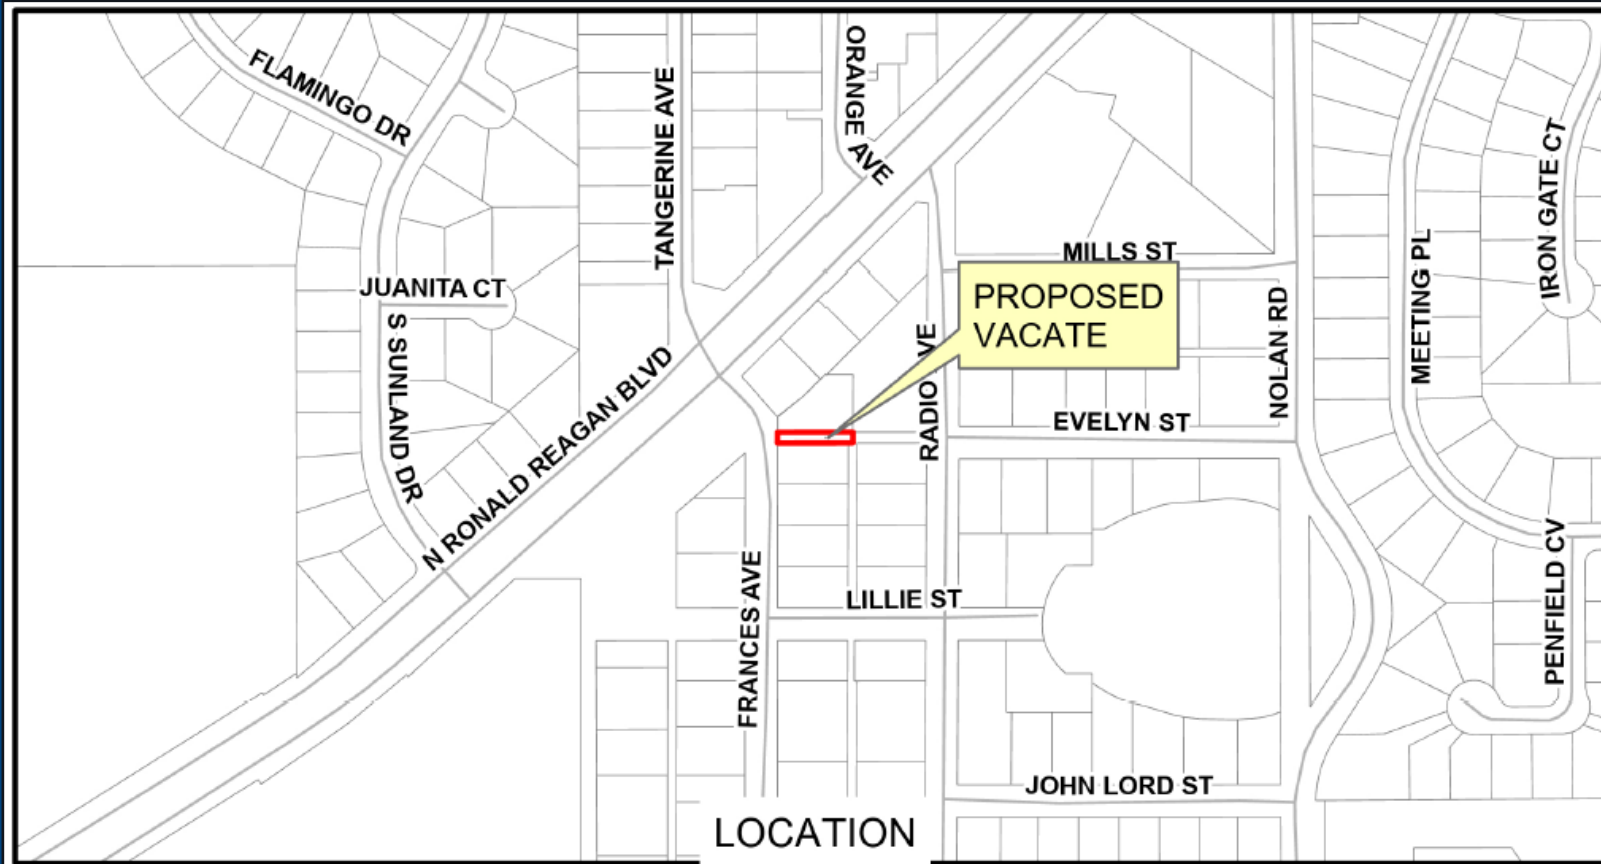 FLAMINGO DR
TANGERINE AVE
ORANGE AVE
IRON GATE CT
MILLS ST
JUANITA CT
PROPOSED
VACATE
S SUNLAND DR
N RONALD REAGAN BLVD
RADIO VE
NOLAN RD
MEETING PL
EVELYN ST
FRANCES AVE
LILLIE ST
PENFIELD CV
JOHN LORD ST
LOCATION